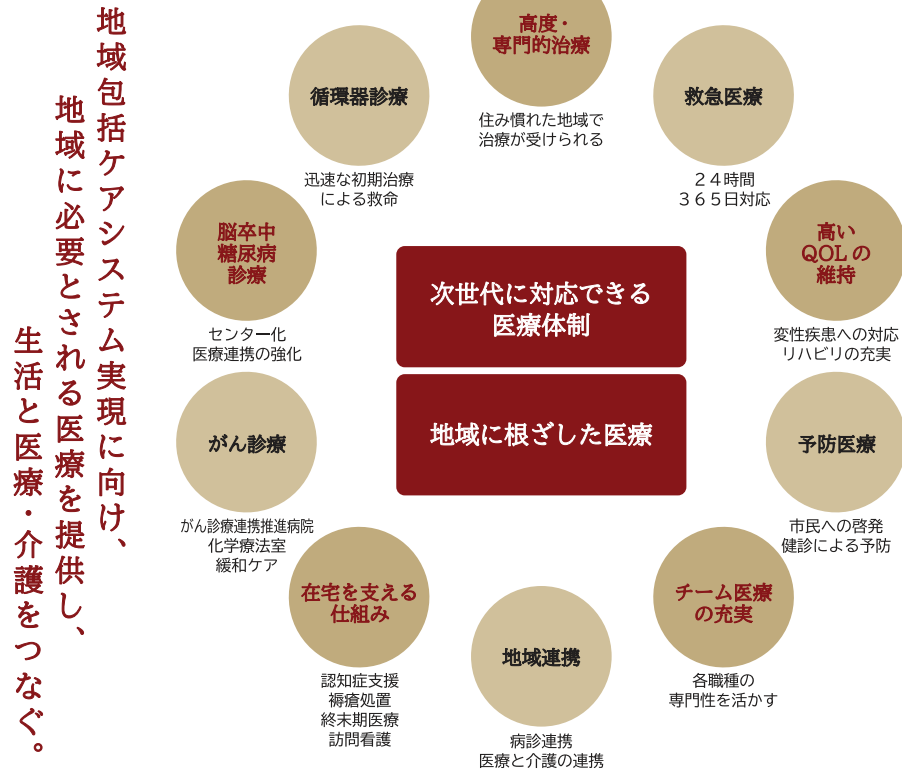 地域包括ケアシステム実現に向け、
地域に必要とされる医療を提供し、
生活と医療・介護をつなぐ。
高度・
専門的治療
住み慣れた地域で
治療が受けられる
救急医療
２４時間
３６５日対応
高い
QOLの
維持
変性疾患への対応
リハビリの充実
予防医療
市民への啓発
健診による予防
チーム医療
の充実
各職種の
専門性を活かす
地域連携
病診連携
医療と介護の連携
在宅を支える
仕組み
認知症支援
褥瘡処置
終末期医療
訪問看護
がん診療
がん診療連携推進病院
化学療法室
緩和ケア
脳卒中
糖尿病
診療
センター化
医療連携の強化
循環器診療
迅速な初期治療
による救命
次世代に対応できる
医療体制
地域に根ざした医療